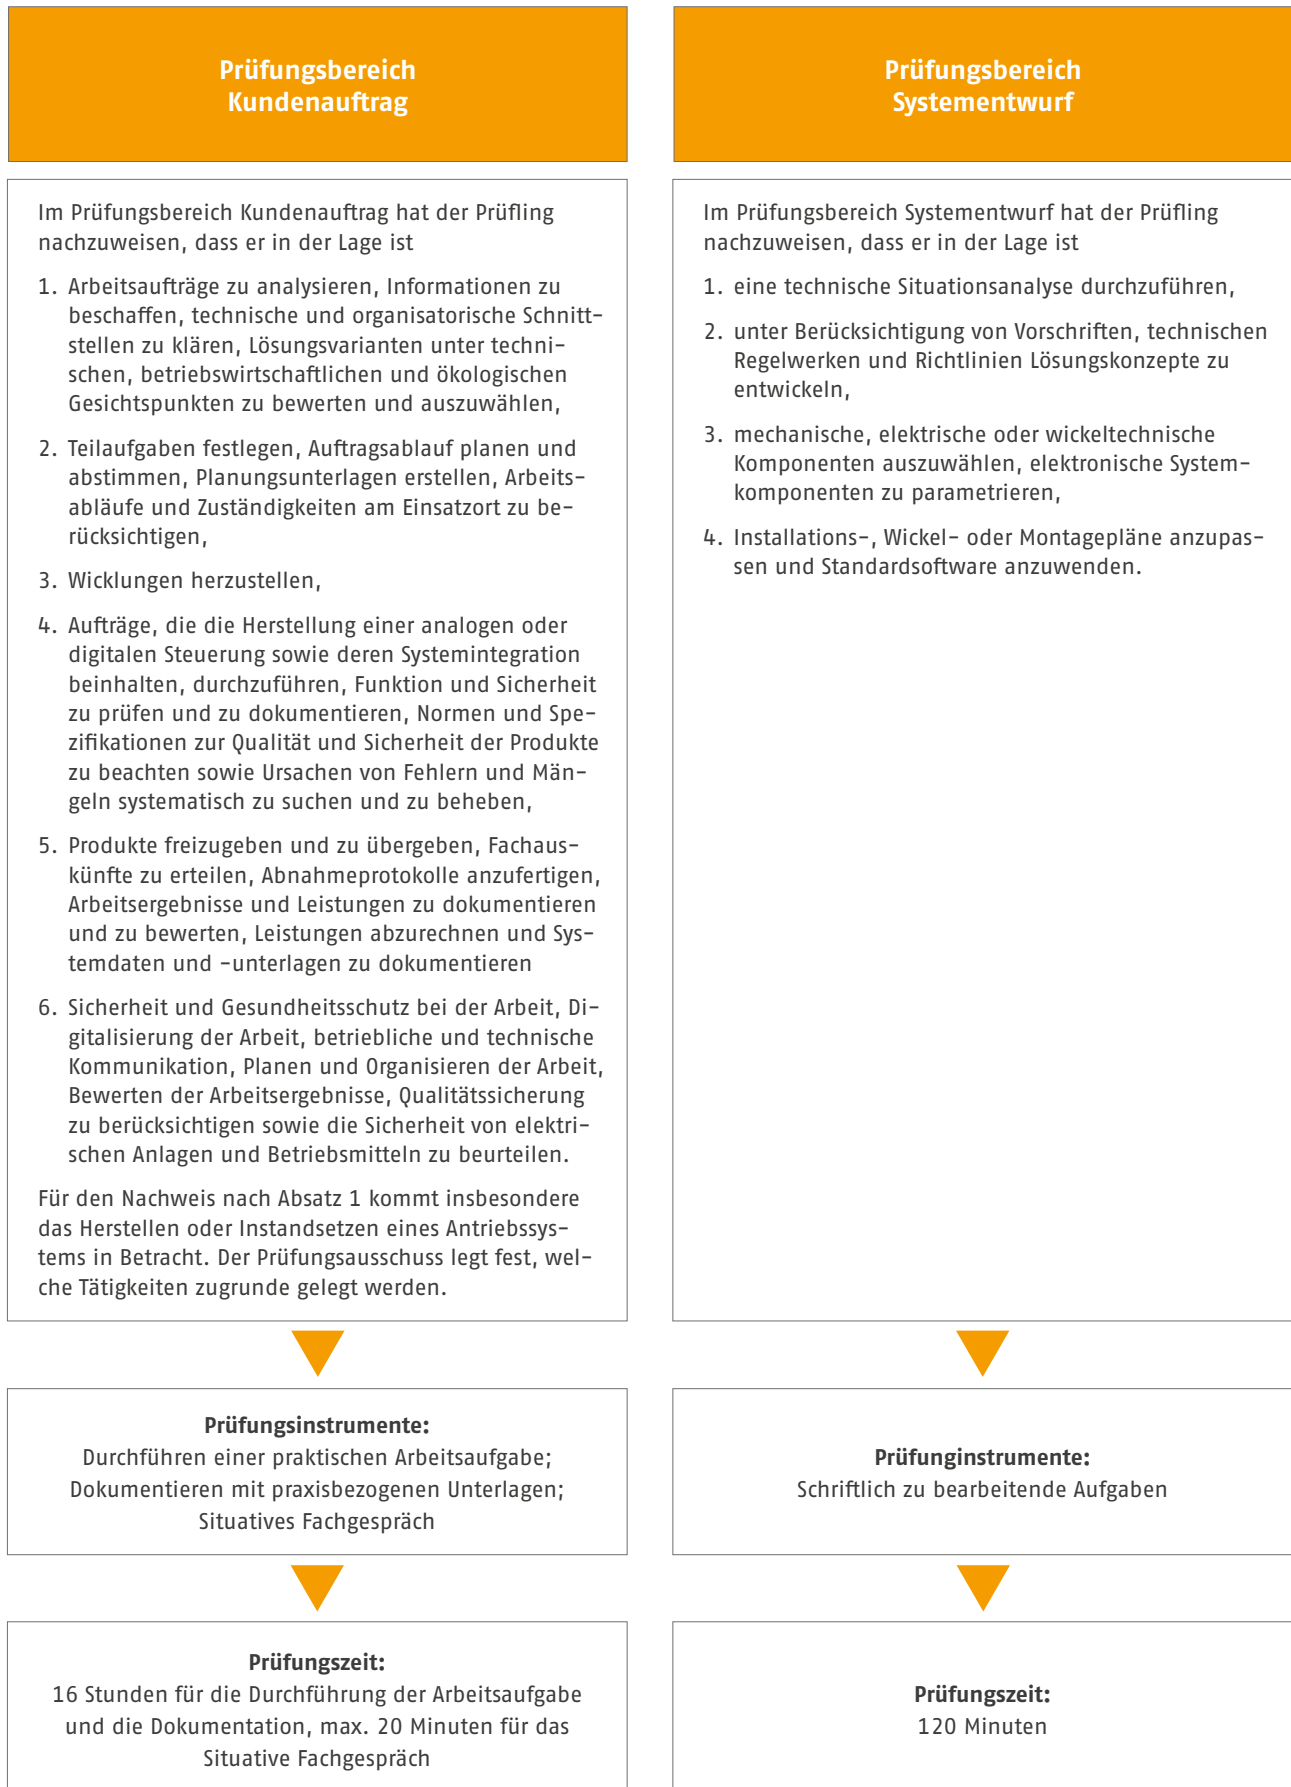 Prüfungsbereich
Kundenauftrag
Im Prüfungsbereich Kundenauftrag hat der Prüfling
nachzuweisen, dass er in der Lage ist
1. Arbeitsaufträge zu analysieren, Informationen zu
beschaffen, technische und organisatorische Schnitt-
stellen zu klären, Lösungsvarianten unter techni-
schen, betriebswirtschaftlichen und ökologischen
Gesichtspunkten zu bewerten und auszuwählen,
2. Teilaufgaben festlegen, Auftragsablauf planen und
abstimmen, Planungsunterlagen erstellen, Arbeits-
abläufe und Zuständigkeiten am Einsatzort zu be-
rücksichtigen,
3. Wicklungen herzustellen,
4. Aufträge, die die Herstellung einer analogen oder
digitalen Steuerung sowie deren Systemintegration
beinhalten, durchzuführen, Funktion und Sicherheit
zu prüfen und zu dokumentieren, Normen und Spe-
zifikationen zur Qualität und Sicherheit der Produkte
zu beachten sowie Ursachen von Fehlern und Män-
geln systematisch zu suchen und zu beheben,
5. Produkte freizugeben und zu übergeben, Fachaus-
künfte zu erteilen, Abnahmeprotokolle anzufertigen,
Arbeitsergebnisse und Leistungen zu dokumentieren
und zu bewerten, Leistungen abzurechnen und Sys-
temdaten und -unterlagen zu dokumentieren
6. Sicherheit und Gesundheitsschutz bei der Arbeit, Di-
gitalisierung der Arbeit, betriebliche und technische
Kommunikation, Planen und Organisieren der Arbeit,
Bewerten der Arbeitsergebnisse, Qualitätssicherung
zu berücksichtigen sowie die Sicherheit von elektri-
schen Anlagen und Betriebsmitteln zu beurteilen.
Für den Nachweis nach Absatz 1 kommt insbesondere
das Herstellen oder Instandsetzen eines Antriebssys-
tems in Betracht. Der Prüfungsausschuss legt fest, wel-
che Tätigkeiten zugrunde gelegt werden.
Prüfungsinstrumente:
Durchführen einer praktischen Arbeitsaufgabe;
Dokumentieren mit praxisbezogenen Unterlagen;
Situatives Fachgespräch
Prüfungszeit:
16 Stunden für die Durchführung der Arbeitsaufgabe
und die Dokumentation, max. 20 Minuten für das
Situative Fachgespräch
Prüfungsbereich
Systementwurf
Im Prüfungsbereich Systementwurf hat der Prüfling
nachzuweisen, dass er in der Lage ist
1. eine technische Situationsanalyse durchzuführen,
2. unter Berücksichtigung von Vorschriften, technischen
Regelwerken und Richtlinien Lösungskonzepte zu
entwickeln,
3. mechanische, elektrische oder wickeltechnische
Komponenten auszuwählen, elektronische System-
komponenten zu parametrieren,
4. Installations-, Wickel- oder Montagepläne anzupas-
sen und Standardsoftware anzuwenden.
Prüfunginstrumente:
Schriftlich zu bearbeitende Aufgaben
Prüfungszeit:
120 Minuten